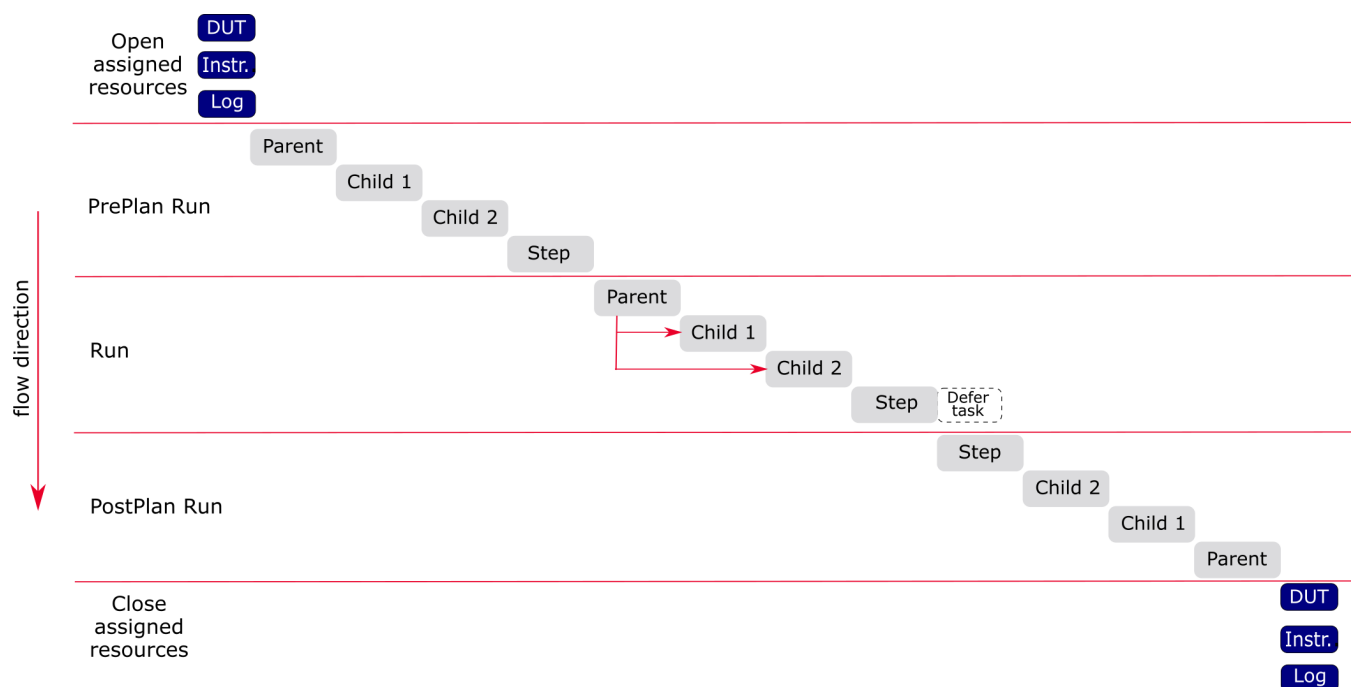 DUT
Open
assigned
resources
Instr.
Log
Parent
Child 1
PrePlan Run
Child 2
Step
flow direction
Parent
Child 1
Run
Child 2
Step
Defer
task
Step
Child 2
PostPlan Run
Child 1
Parent
Close
assigned
resources
DUT
Instr.
Log